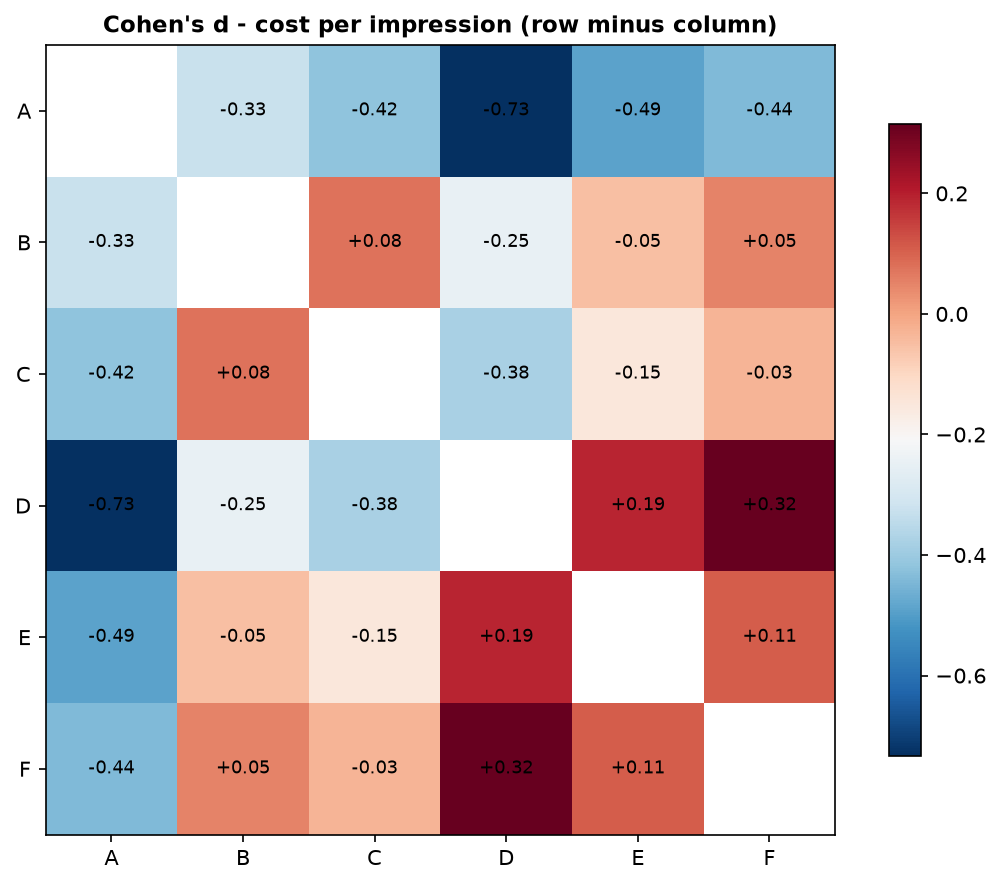 Cohen's d - cost per impression (row minus column)
A -0.33 -0.42 -0.73 -0.49 -0.44
B -0.33 +0.08 -0.25 -0.05 +0.05
C -0.42 +0.08 -0.38 -0.15 -0.03
D -0.73 -0.25 -0.38 +0.19 +0.32
E -0.49 -0.05 -0.15 +0.19 +0.11
F -0.44 +0.05 -0.03 +0.32 +0.11
A B C D E F
0.2
0.0
−0.2
−0.4
−0.6